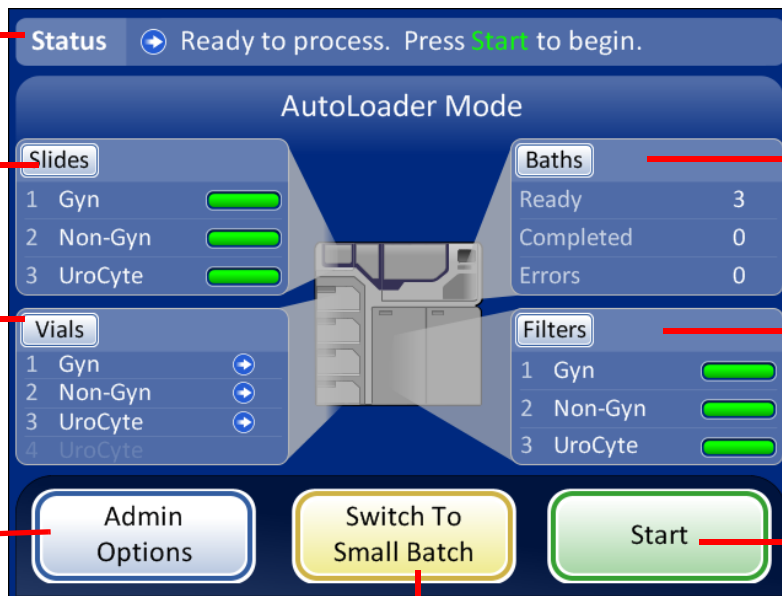 Status Ready to process. Press Start to begin.
AutoLoader Mode
Slides
1 Gyn
2 Non-Gyn
3 UroCyte
Baths
Ready 3
Completed 0
Errors 0
Vials
1 Gyn
2 Non-Gyn
3 UroCyte
4 UroCyte
Filters
1 Gyn
2 Non-Gyn
3 UroCyte
Admin
Options
Switch To
Small Batch
Start